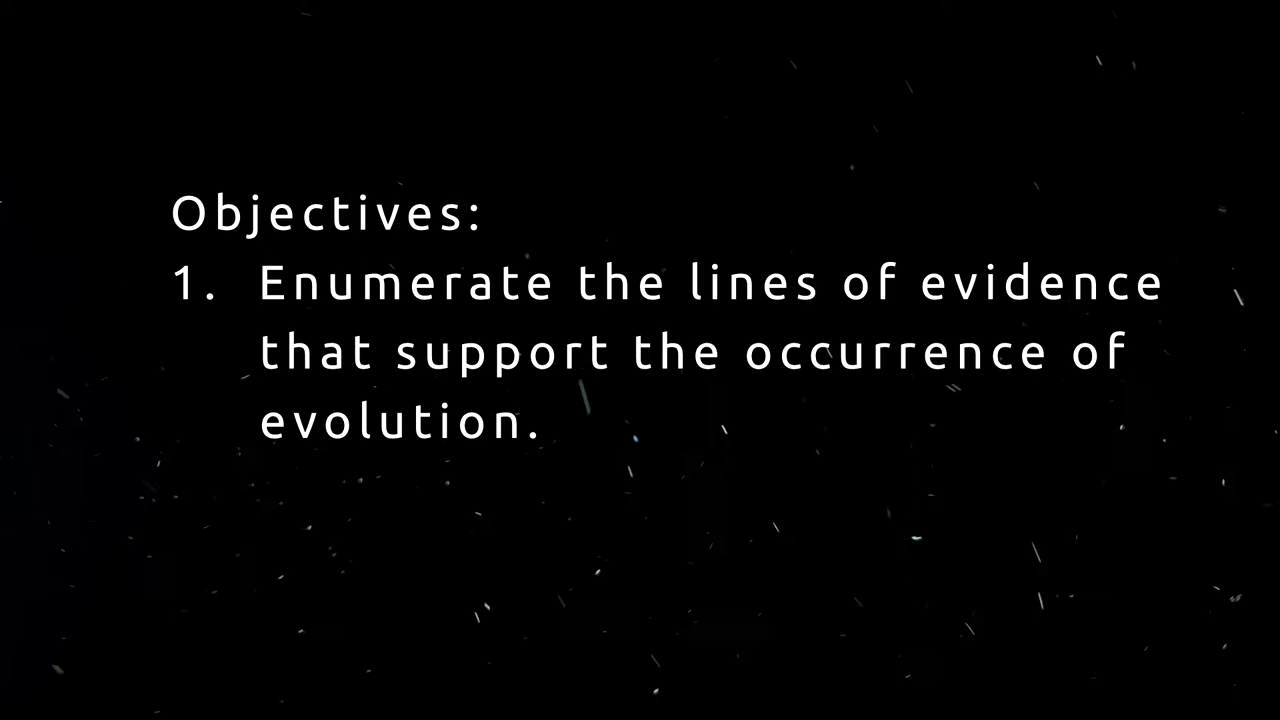 Objectives:
1. Enumerate the lines of evidence
that support the occurrence of
evolution.